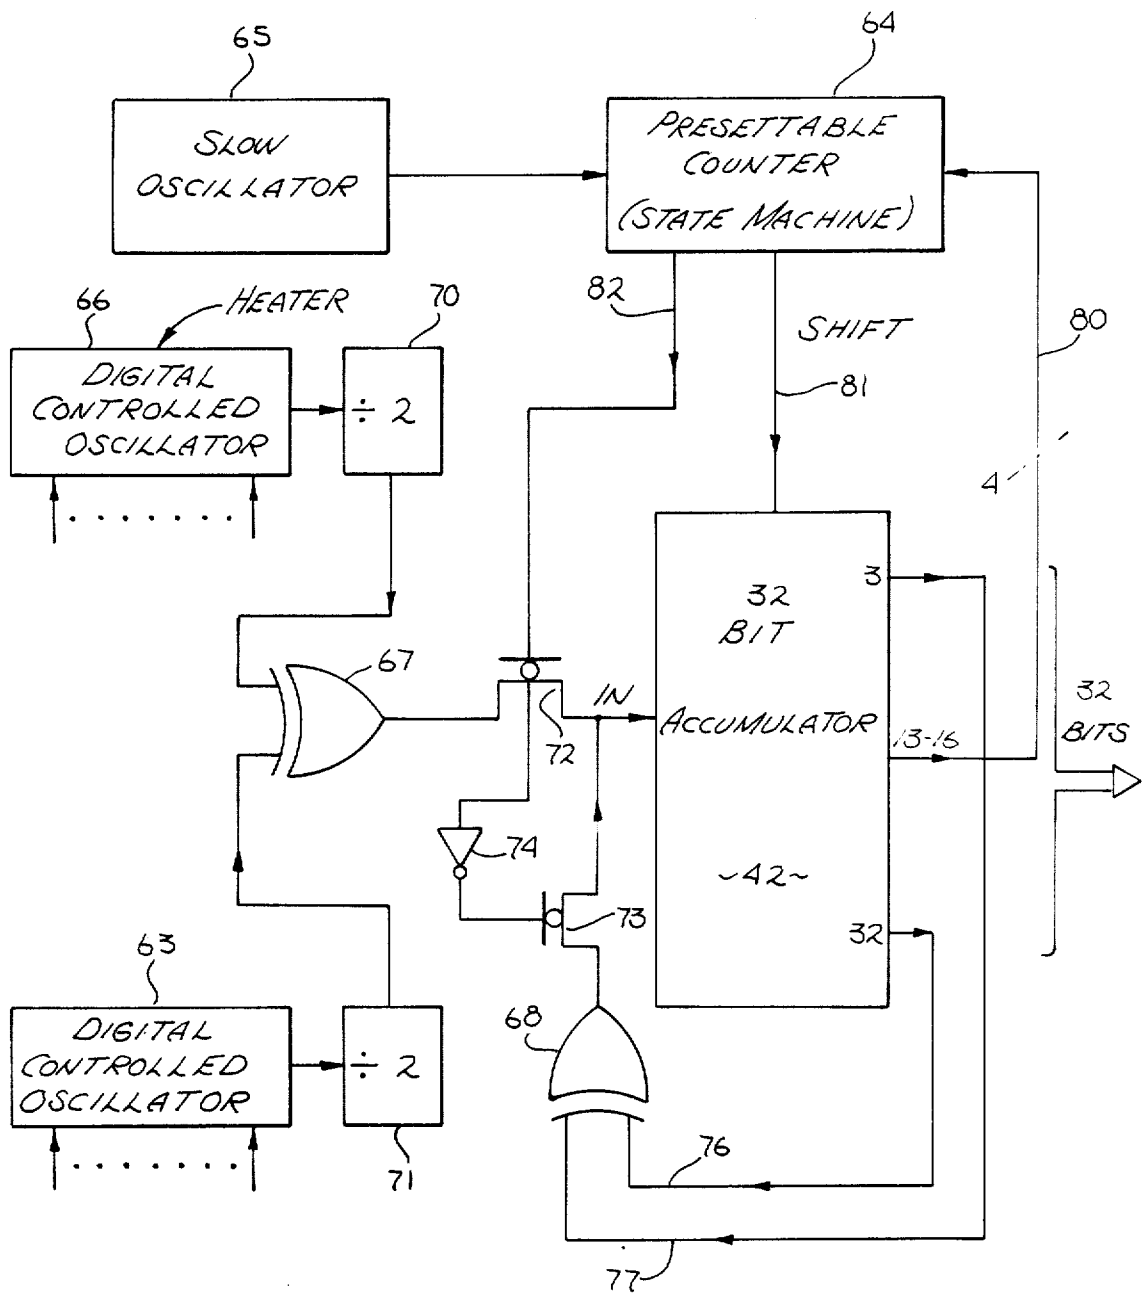 65
64
SLOW
OSCILLATOR
PRESETTABLE
COUNTER
(STATE MACHINE)
66
HEATER
70
82
SHIFT
81
80
DIGITAL
CONTROLLED
OSCILLATOR
÷ 2
4
3
32
BIT
67
IN
72
ACCUMULATOR
13-16
32
BITS
74
~42~
73
32
63
68
DIGITAL
CONTROLLED
OSCILLATOR
÷ 2
71
76
77